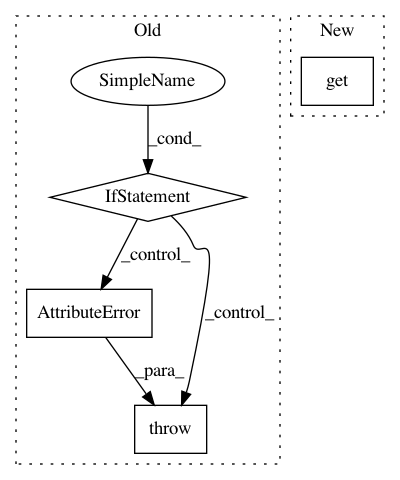 Old
New
SimpleName
get
_cond_
IfStatement
_control_
_control_
AttributeError
_para_
throw